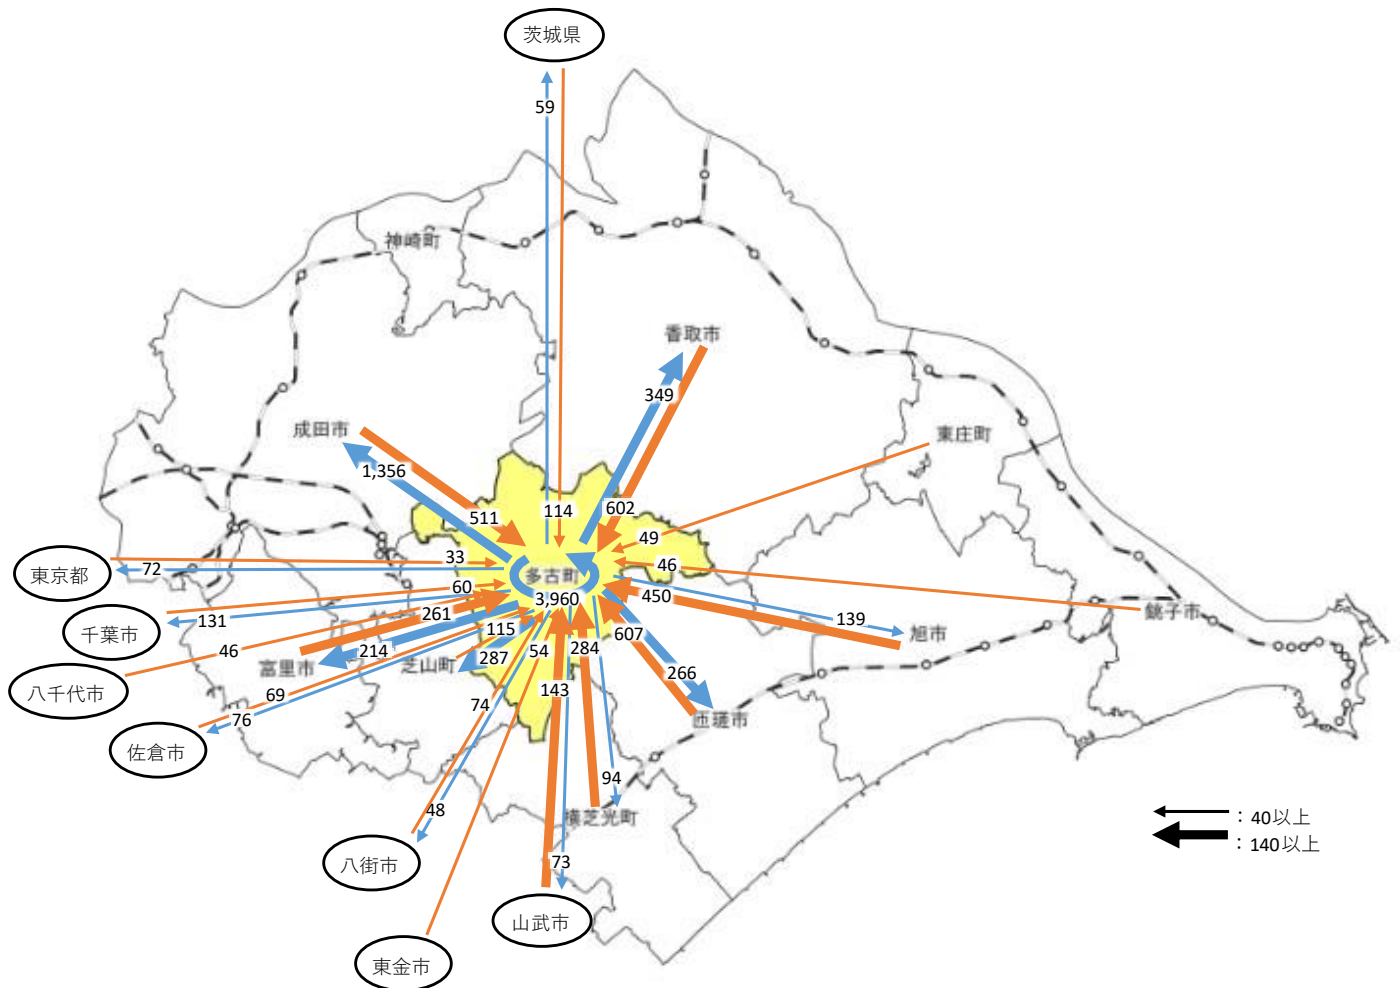 茨城県
59
神崎町
香取市
349
成田市
1,356
東庄町
511
114
602
49
33
46
東京都
72
多古町
60
450
3,960
261
131
139
銚子市
千葉市
115
607
旭市
46
214
54
284
富里市
芝山町
287
266
八千代市
69
143
76
74
匝瑳市
佐倉市
94
48
横芝光町
:40以上
:140以上
73
八街市
山武市
東金市